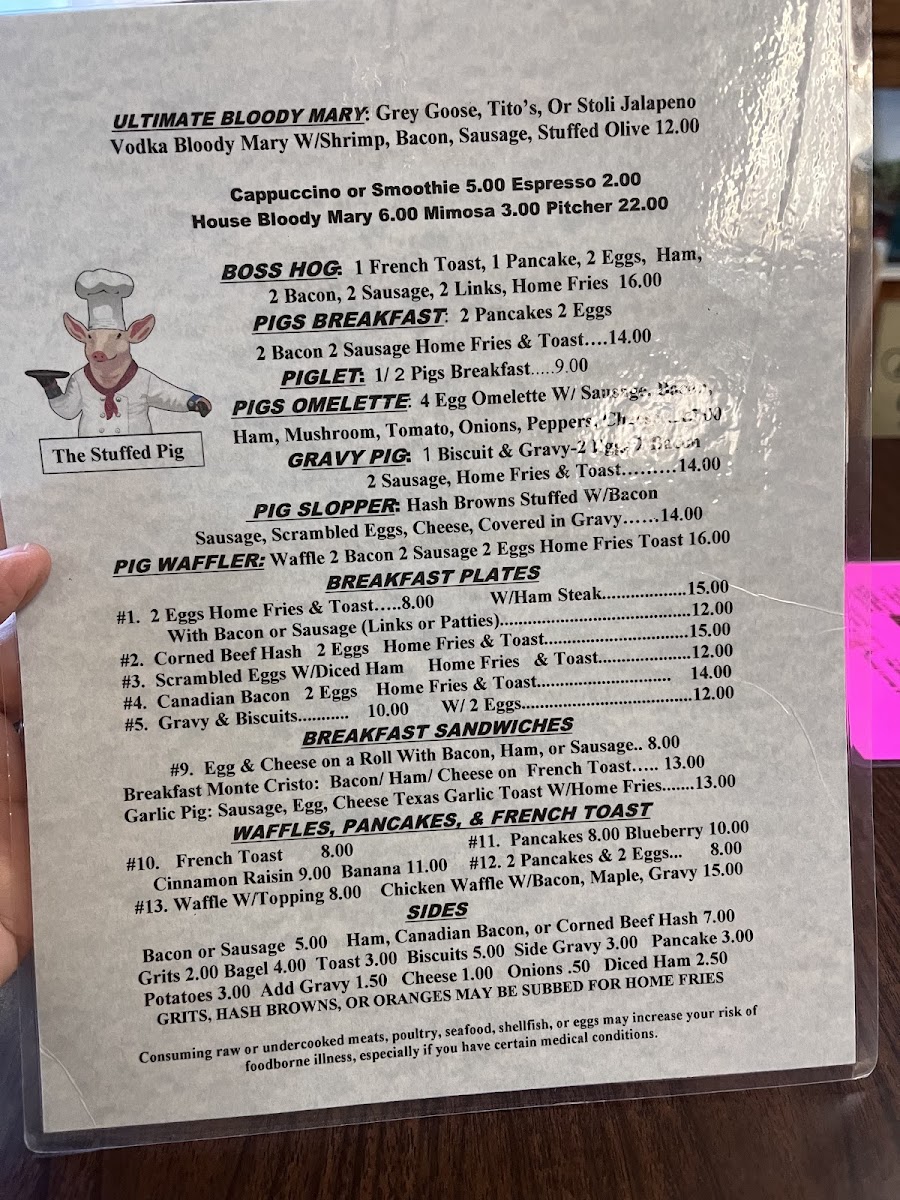 ULTIMATE BLOODY MARY: Grey Goose, Tito's, Or Stoli Jalapeno
Vodka Bloody Mary W/Shrimp, Bacon, Sausage, Stuffed Olive 12.00
Cappuccino or Smoothie 5.00 Espresso 2.00
House Bloody Mary 6.00 Mimosa 3.00 Pitcher 22.00
BOSS HOG: 1 French Toast, 1 Pancake, 2 Eggs, Ham,
2 Bacon, 2 Sausage, 2 Links, Home Fries 16.00
PIGS BREAKFAST: 2 Pancakes 2 Eggs
2 Bacon 2 Sausage Home Fries & Toast....14.00
PIGLET: 1/2 Pigs Breakfast.....9.00
PIGS OMELETTE: 4 Egg Omelette W/ Sausage, Bacon,
Ham, Mushroom, Tomato, Onions, Peppers,
The Stuffed Pig
GRAVY PIG: 1 Biscuit & Gravy-2 Bacon
2 Sausage, Home Fries & Toast.........14.00
PIG SLOPPER: Hash Browns Stuffed W/Bacon
Sausage, Scrambled Eggs, Cheese, Covered in Gravy......14.00
PIG WAFFLER: Waffle 2 Bacon 2 Sausage 2 Eggs Home Fries Toast 16.00
BREAKFAST PLATES
#1. 2 Eggs Home Fries & Toast.....8.00 W/Ham Steak..................15.00
With Bacon or Sausage (Links or Patties).........................................12.00
#2. Corned Beef Hash 2 Eggs Home Fries & Toast...............................15.00
#3. Scrambled Eggs W/Diced Ham Home Fries & Toast....................12.00
#4. Canadian Bacon 2 Eggs Home Fries & Toast............................. 14.00
#5. Gravy & Biscuits........... 10.00 W/ 2 Eggs.....................................12.00
BREAKFAST SANDWICHES
#9. Egg & Cheese on a Roll With Bacon, Ham, or Sausage.. 8.00
Breakfast Monte Cristo: Bacon/ Ham/ Cheese on French Toast..... 13.00
Garlic Pig: Sausage, Egg, Cheese Texas Garlic Toast W/Home Fries.......13.00
WAFFLES, PANCAKES, & FRENCH TOAST
#10. French Toast 8.00 #11. Pancakes 8.00 Blueberry 10.00
Cinnamon Raisin 9.00 Banana 11.00 #12. 2 Pancakes & 2 Eggs... 8.00
#13. Waffle W/Topping 8.00 Chicken Waffle W/Bacon, Maple, Gravy 15.00
SIDES
Bacon or Sausage 5.00 Ham, Canadian Bacon, or Corned Beef Hash 7.00
Grits 2.00 Bagel 4.00 Toast 3.00 Biscuits 5.00 Side Gravy 3.00 Pancake 3.00
Potatoes 3.00 Add Gravy 1.50 Cheese 1.00 Onions .50 Diced Ham 2.50
GRITS, HASH BROWNS, OR ORANGES MAY BE SUBBED FOR HOME FRIES
Consuming raw or undercooked meats, poultry, seafood, shellfish, or eggs may increase your risk of
foodborne illness, especially if you have certain medical conditions.